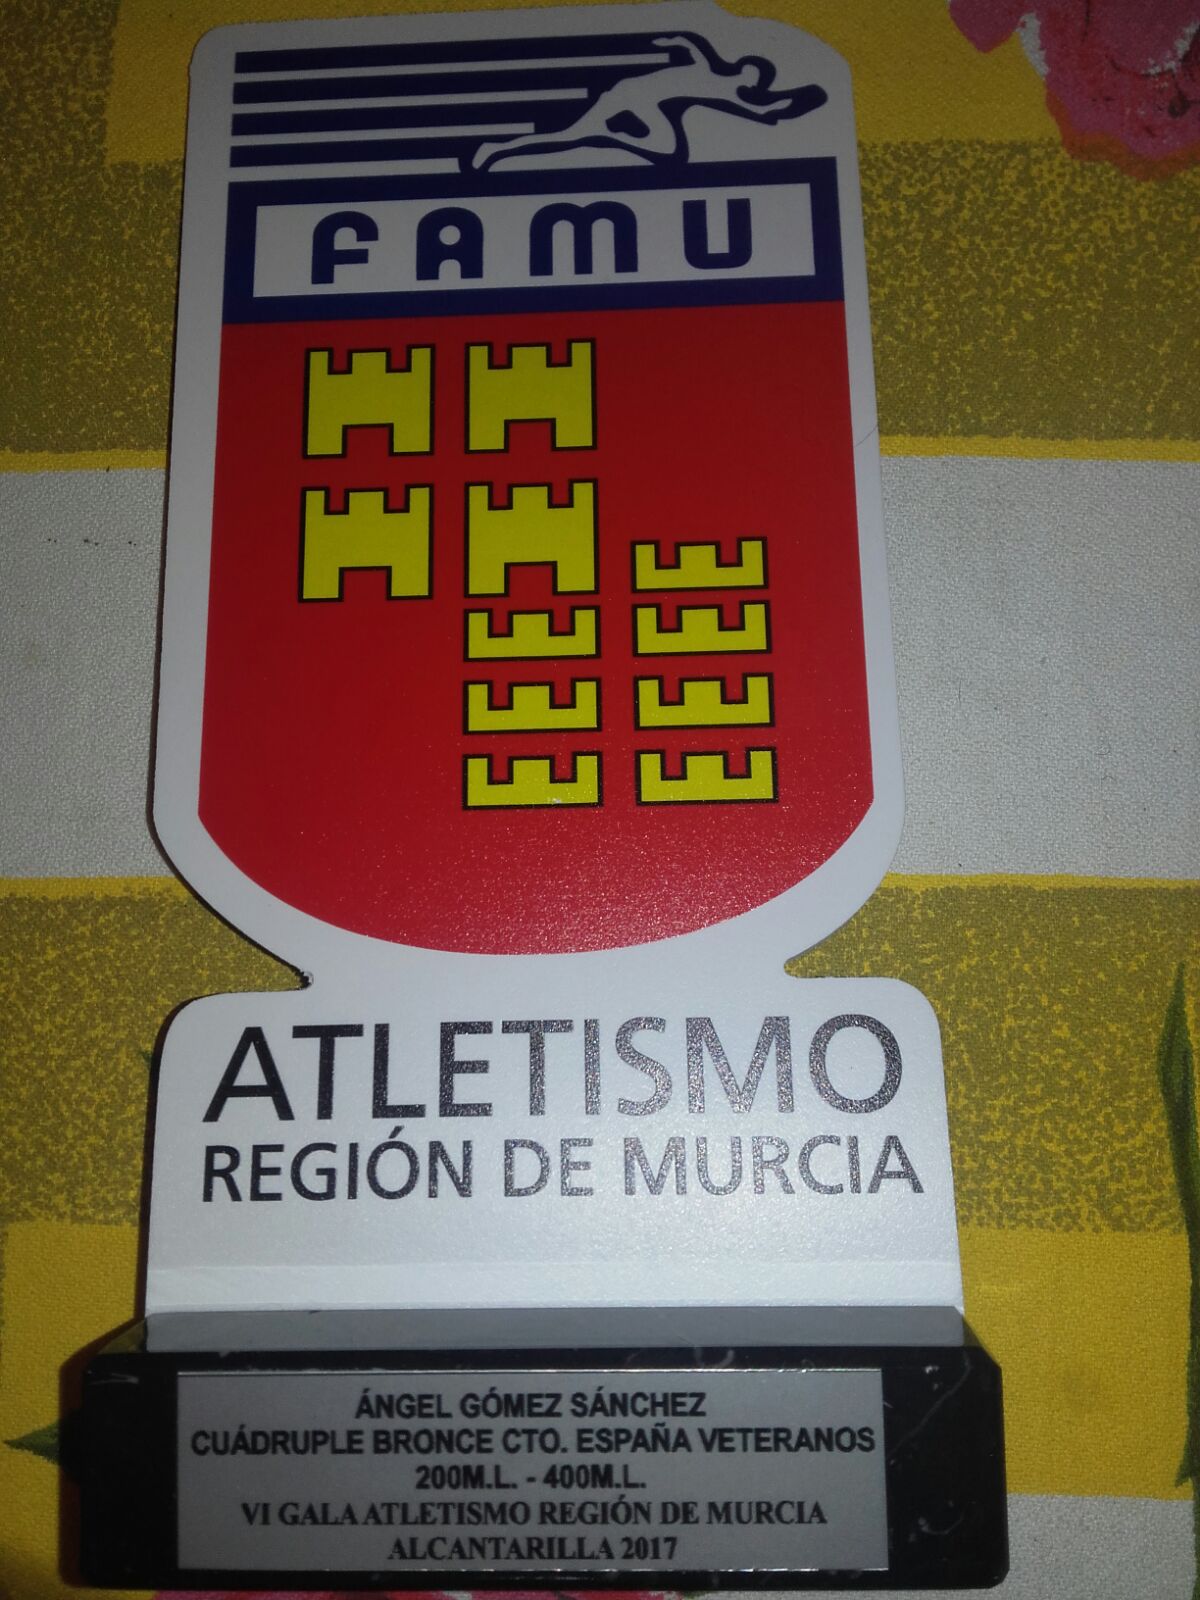 FAMU
ATLETISMO
REGIÓN DE MURCIA
ÁNGEL GÓMEZ SÁNCHEZ
CUÁDRUPLE BRONCE CTO. ESPAÑA VETERANOS
200M.L. - 400M.L.
VI GALA ATLETISMO REGIÓN DE MURCIA
ALCANTARILLA 2017